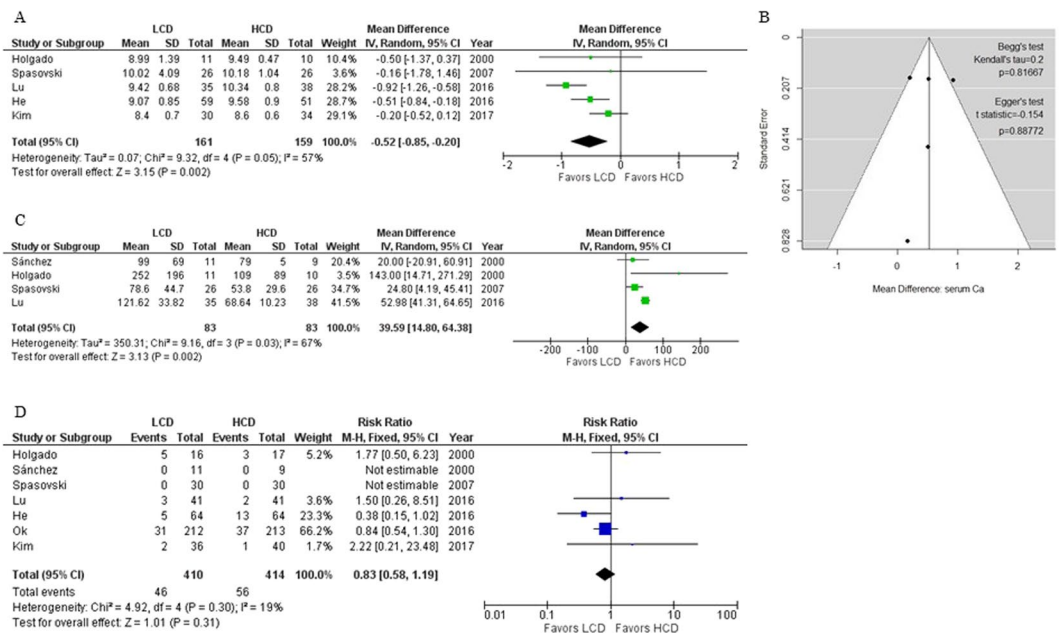 A
LCD HCD Mean Difference Mean Difference
Study or Subgroup Mean SD Total Mean SD Total Weight IV, Random, 95% CI Year IV, Random, 95% CI
Holgado 8.99 1.39 11 9.49 0.47 10 10.4% -0.50 [-1.37, 0.37] 2000
Spasovski 10.02 4.09 26 10.18 1.04 26 3.6% -0.16 [-1.78, 1.46] 2007
Lu 9.42 0.68 35 10.34 0.8 38 28.2% -0.92 [-1.26, -0.58] 2016
He 9.07 0.85 59 9.58 0.9 51 28.7% -0.51 [-0.84, -0.18] 2016
Kim 8.4 0.7 30 8.6 0.6 34 29.1% -0.20 [-0.52, 0.12] 2017
Total (95% CI) 161 159 100.0% -0.52 [-0.85, -0.20]
Heterogeneity: Tau² = 0.07; Chi² = 9.32, df = 4 (P = 0.05); I² = 57%
Test for overall effect: Z = 3.15 (P = 0.002)
-2 -1 0 1 2
Favors LCD Favors HCD
B
Begg's test
Kendall's tau=0.2
p=0.81667
Egger's test
t statistic=-0.154
p=0.88772
Standard Error
0
0.207
0.414
0.621
0.828
-1 0 1 2
Mean Difference: serum Ca
C
LCD HCD Mean Difference Mean Difference
Study or Subgroup Mean SD Total Mean SD Total Weight IV, Random, 95% CI Year IV, Random, 95% CI
Sánchez 99 69 11 79 5 9 20.4% 20.00 [-20.91, 60.91] 2000
Holgado 252 196 11 109 89 10 3.5% 143.00 [14.71, 271.29] 2000
Spasovski 78.6 44.7 26 53.8 29.6 26 34.7% 24.80 [4.19, 45.41] 2007
Lu 121.62 33.82 35 68.64 10.23 38 41.5% 52.98 [41.31, 64.65] 2016
Total (95% CI) 83 83 100.0% 39.59 [14.80, 64.38]
Heterogeneity: Tau² = 350.31; Chi² = 9.16, df = 3 (P = 0.03); I² = 67%
Test for overall effect: Z = 3.13 (P = 0.002)
-200 -100 0 100 200
Favors LCD Favors HCD
D
LCD HCD Risk Ratio Risk Ratio
Study or Subgroup Events Total Events Total Weight M-H, Fixed, 95% CI Year M-H, Fixed, 95% CI
Holgado 5 16 3 17 5.2% 1.77 [0.50, 6.23] 2000
Sánchez 0 11 0 9 Not estimable 2000
Spasovski 0 30 0 30 Not estimable 2007
Lu 3 41 2 41 3.6% 1.50 [0.26, 8.51] 2016
He 5 64 13 64 23.3% 0.38 [0.15, 1.02] 2016
Ok 31 212 37 213 66.2% 0.84 [0.54, 1.30] 2016
Kim 2 36 1 40 1.7% 2.22 [0.21, 23.48] 2017
Total (95% CI) 410 414 100.0% 0.83 [0.58, 1.19]
Total events 46 56
Heterogeneity: Chi² = 4.92, df = 4 (P = 0.30); I² = 19%
Test for overall effect: Z = 1.01 (P = 0.31)
0.01 0.1 1 10 100
Favors LCD Favors HCD